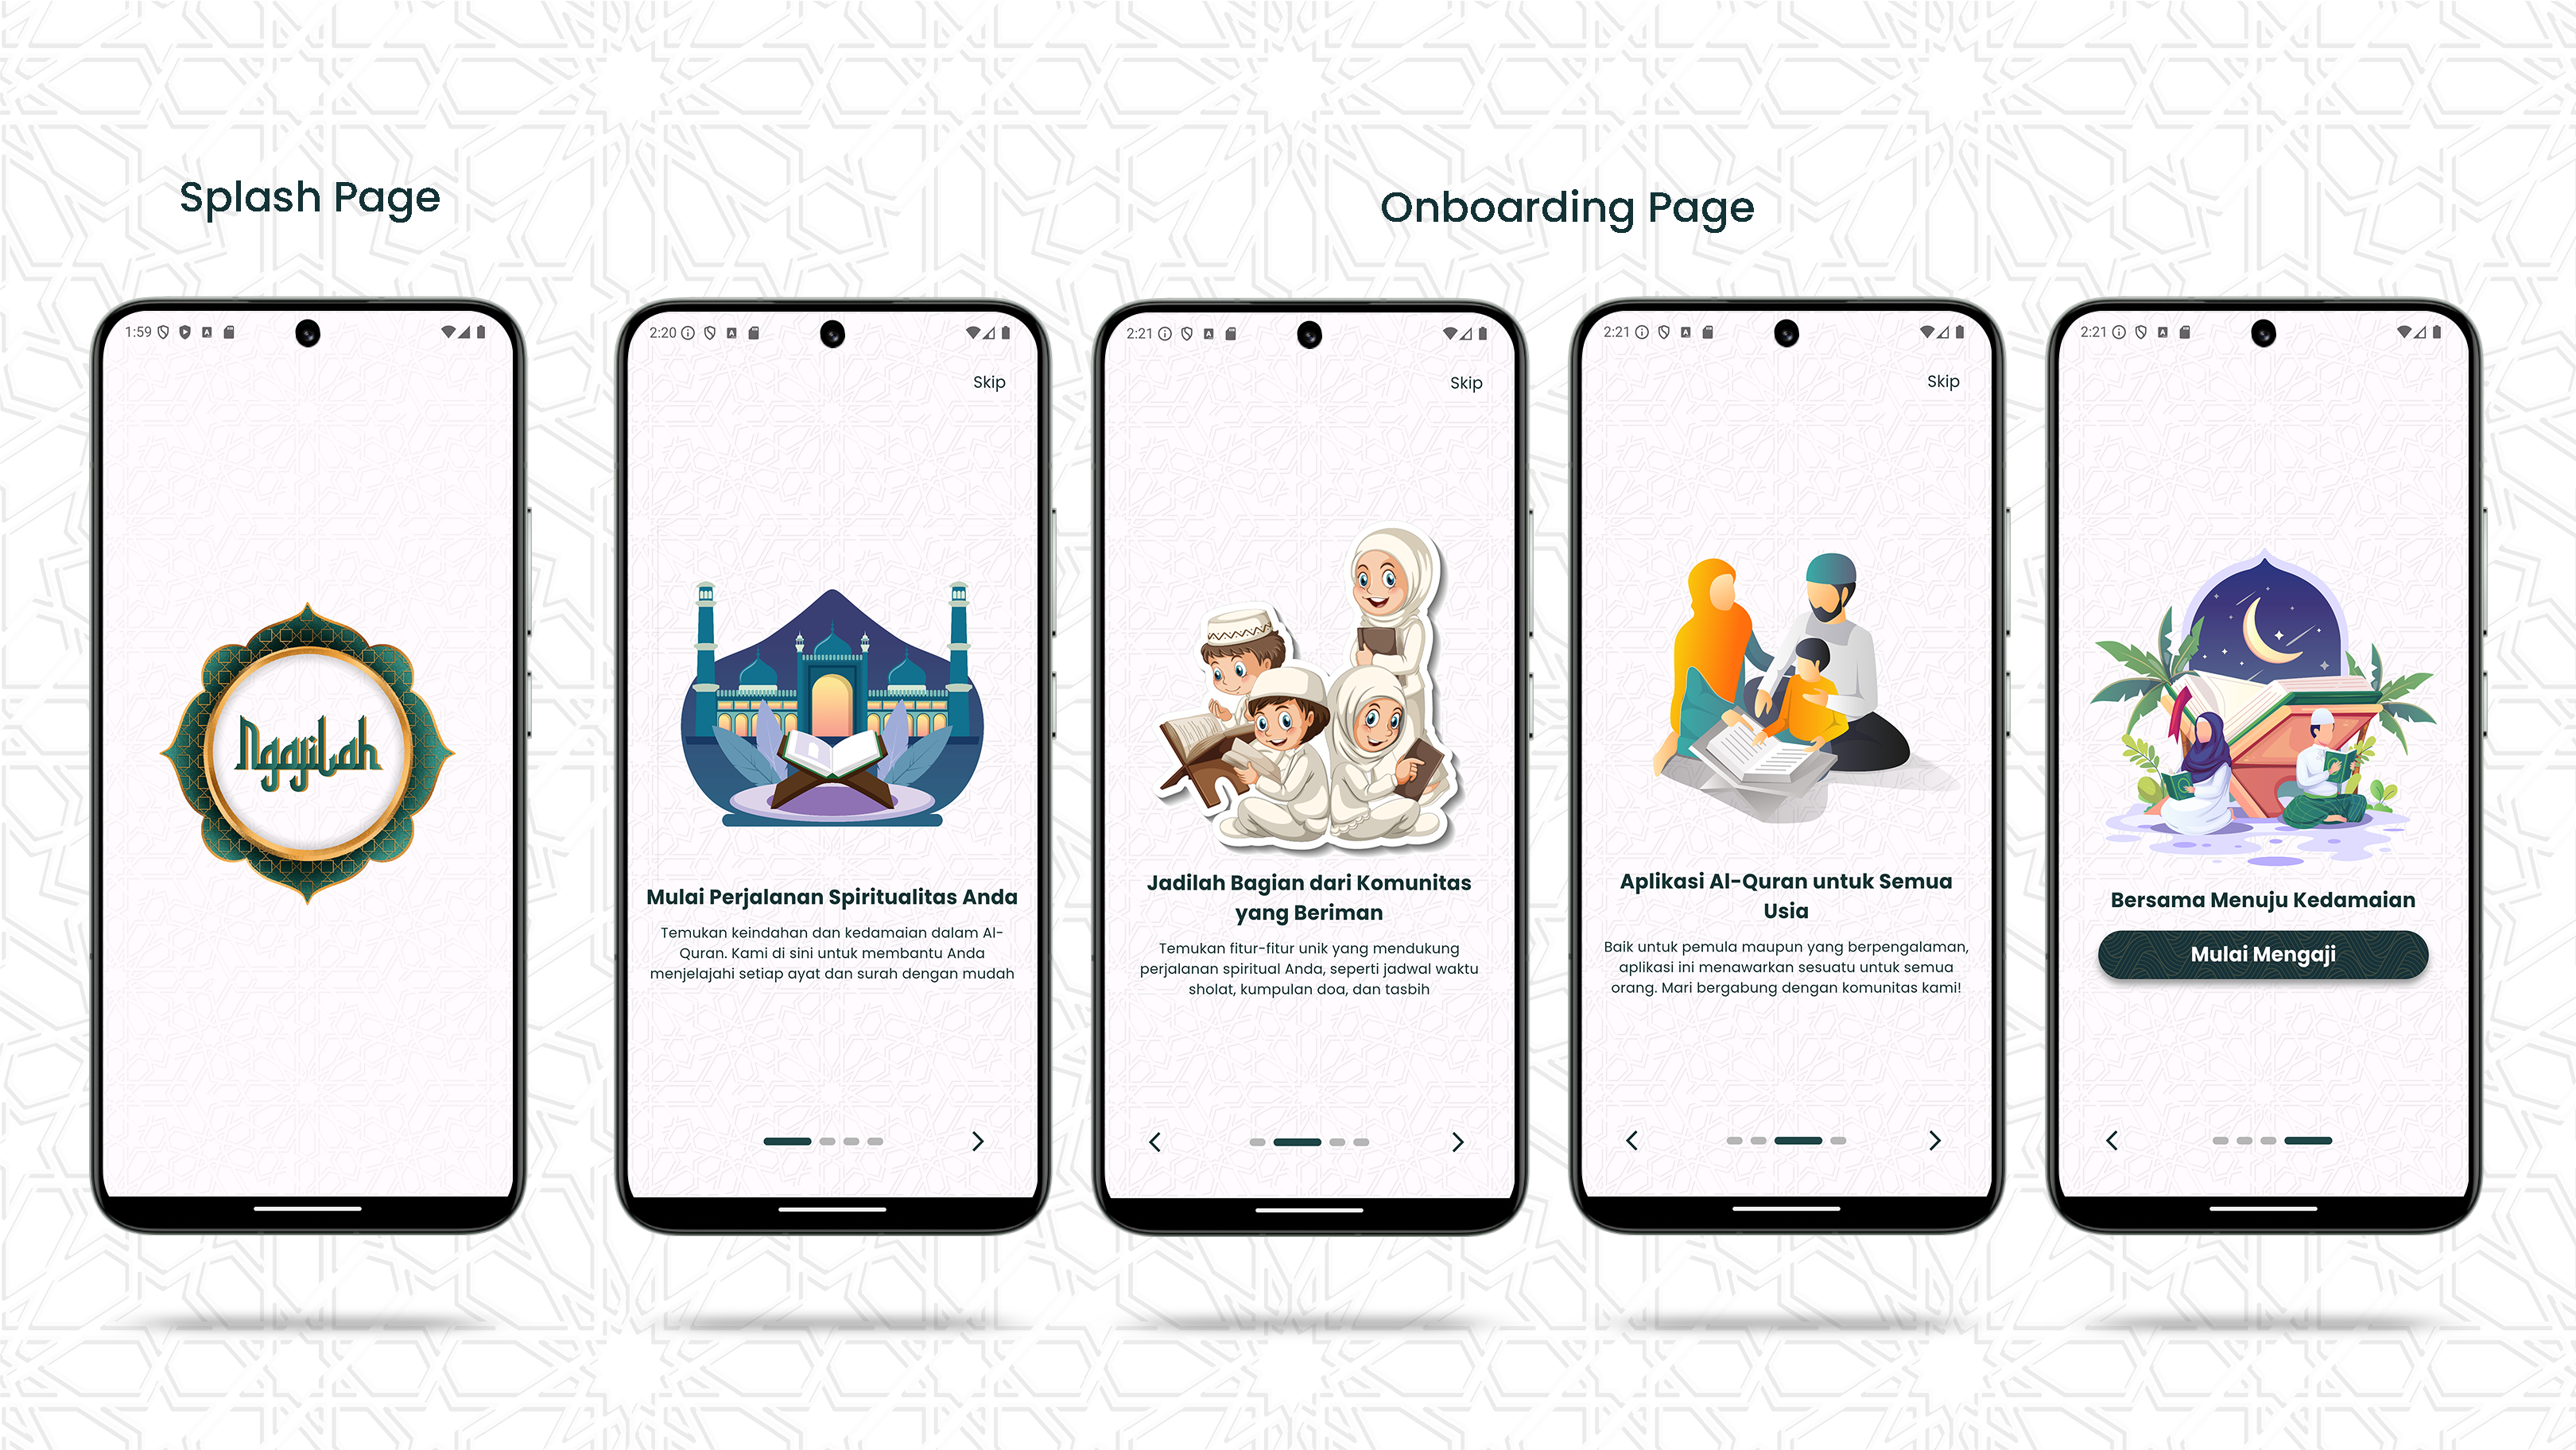 Splash Page
Onboarding Page
1:59
NgajiLah
2:20
Skip
Mulai Perjalanan Spiritualitas Anda
Temukan keindahan dan kedamaian dalam Al-
Quran. Kami di sini untuk membantu Anda
menjelajahi setiap ayat dan surah dengan mudah
2:21
Skip
Jadilah Bagian dari Komunitas
yang Beriman
Temukan fitur-fitur unik yang mendukung
perjalanan spiritual Anda, seperti jadwal waktu
sholat, kumpulan doa, dan tasbih
2:21
Skip
Aplikasi Al-Quran untuk Semua
Usia
Baik untuk pemula maupun yang berpengalaman,
aplikasi ini menawarkan sesuatu untuk semua
orang. Mari bergabung dengan komunitas kami!
2:21
Bersama Menuju Kedamaian
Mulai Mengaji